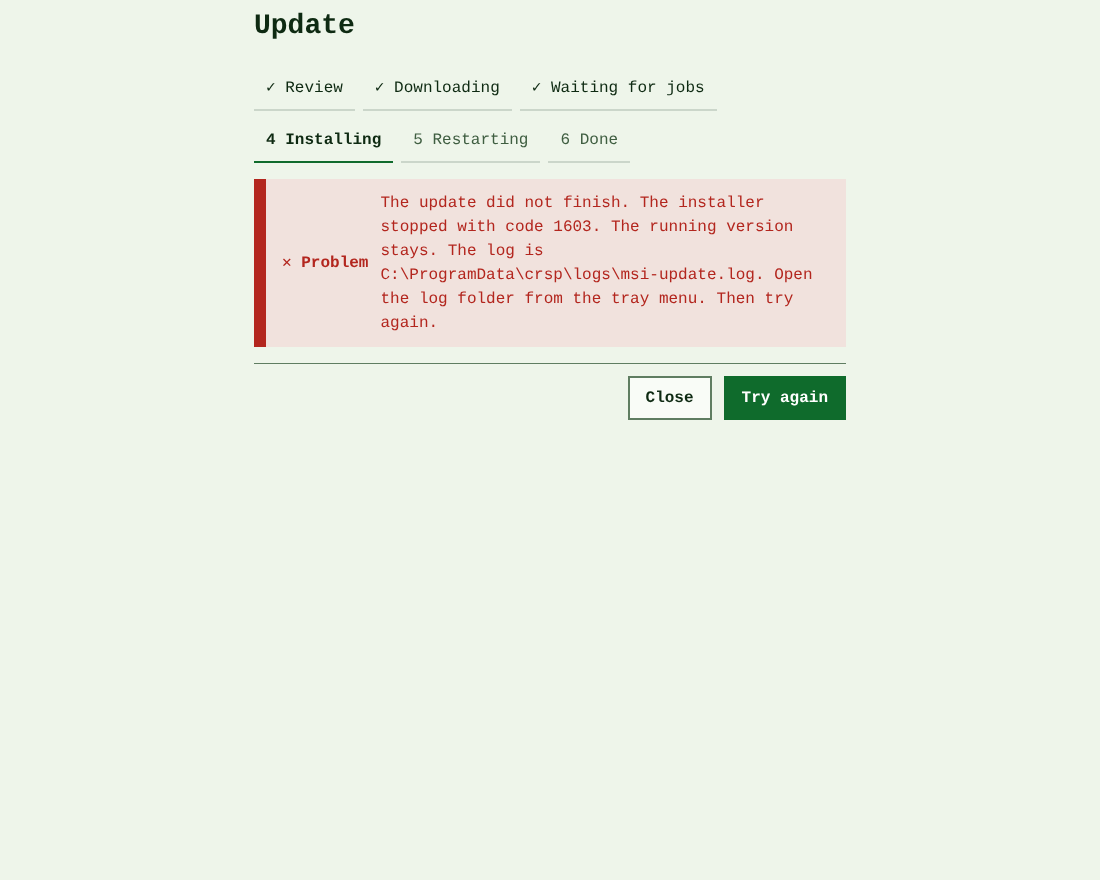 Update
✓ Review ✓ Downloading ✓ Waiting for jobs
4 Installing 5 Restarting 6 Done
× Problem
The update did not finish. The installer
stopped with code 1603. The running version
stays. The log is
C:\ProgramData\crsp\logs\msi-update.log. Open
the log folder from the tray menu. Then try
again.
Close Try again